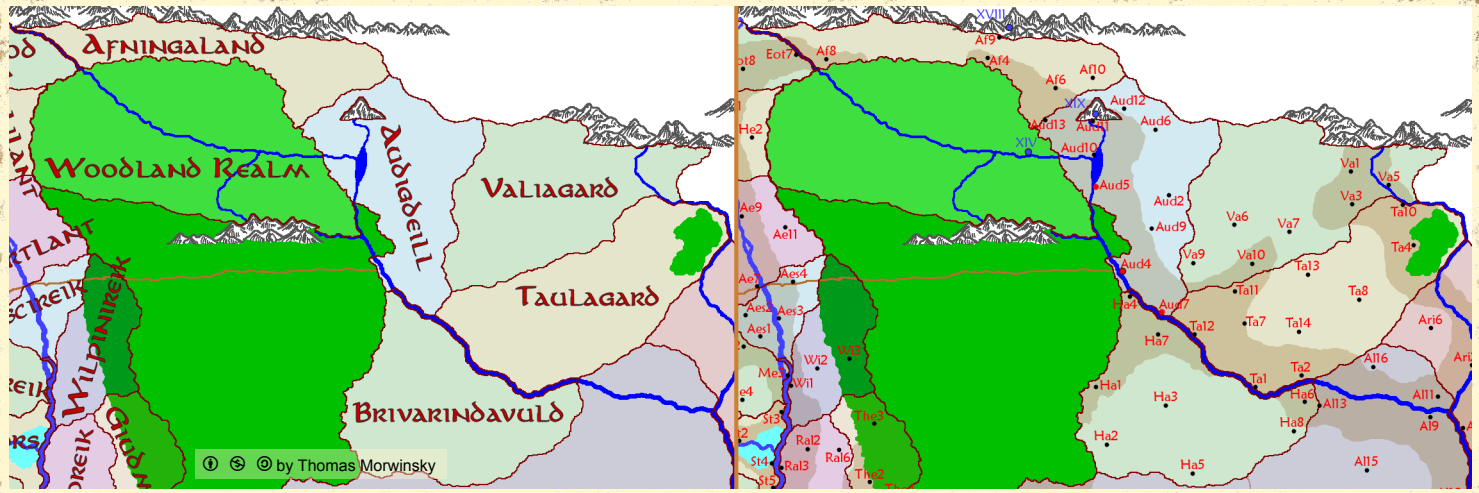 AFNINGALAND
WOODLAND REALM
AUDIGDEILL
VALIAGARD
TAULAGARD
BRIVARINDAVULD
WILPINIREIK
by Thomas Morwinsky
XVIII
Af9
Af4
Eot7
Af8
ot8
Af6
Af10
XIX
Aud12
Aud13
Aud11
Aud6
He2
XIV
Aud10
Aud5
Va1
Va5
Va3
Ae9
Aud2
Ta10
Ae11
Aud9
Va6
Va7
Ta4
Va9
Va10
Aud4
Ta13
Ae7
Aes4
Ha4
Ta11
Ta8
Aes2
Aes3
Aud7
Aes1
Ta12
Ta7
Ta14
Ari6
Ha7
Wi3
Wi2
Al16
Me
Wi1
Ha1
Ta1
Ta2
e4
Ha3
Ha6
Al13
Al11
St3
The3
Ha8
Al9
t2
Ral2
Ha2
St4
Ral3
Ral6
Ha5
Al15
St5
The2